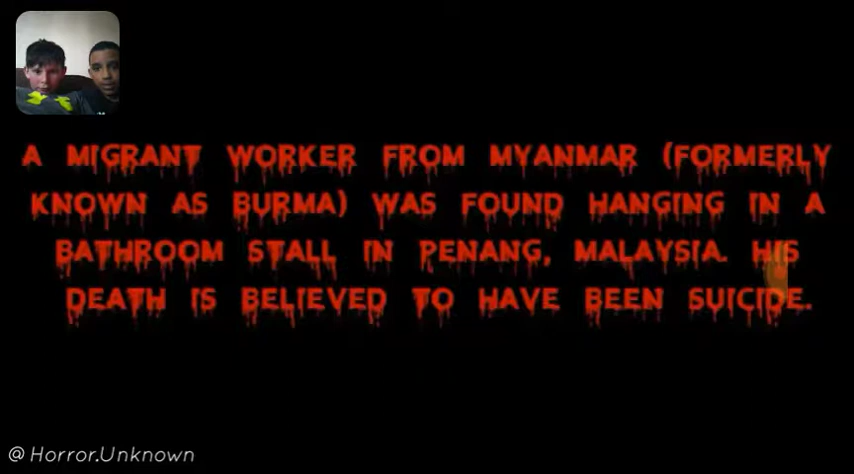 A MIGRANT WORKER FROM MYANMAR (FORMERLY
KNOWN AS BURMA) WAS FOUND HANGING IN A
BATHROOM STALL IN PENANG, MALAYSIA. HIS
DEATH IS BELIEVED TO HAVE BEEN SUICIDE.
@Horror.Unknown